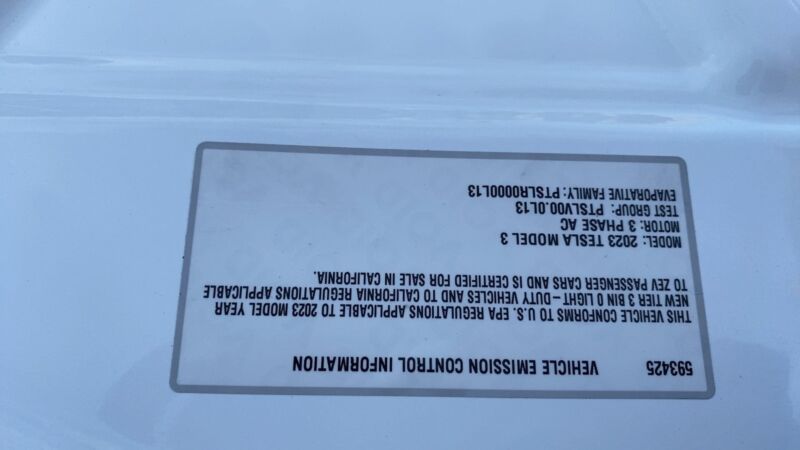 593425 VEHICLE EMISSION CONTROL INFORMATION
THIS VEHICLE CONFORMS TO U.S. EPA REGULATIONS APPLICABLE TO 2023 MODEL YEAR
NEW TIER 3 BIN 0 LIGHT-DUTY VEHICLES AND TO CALIFORNIA REGULATIONS APPLICABLE
TO ZEV PASSENGER CARS AND IS CERTIFIED FOR SALE IN CALIFORNIA.
MODEL: 2023 TESLA MODEL 3
MOTOR: 3 PHASE AC
TEST GROUP: PTSLV00.0L13
EVAPORATIVE FAMILY: PTSLR0000L13